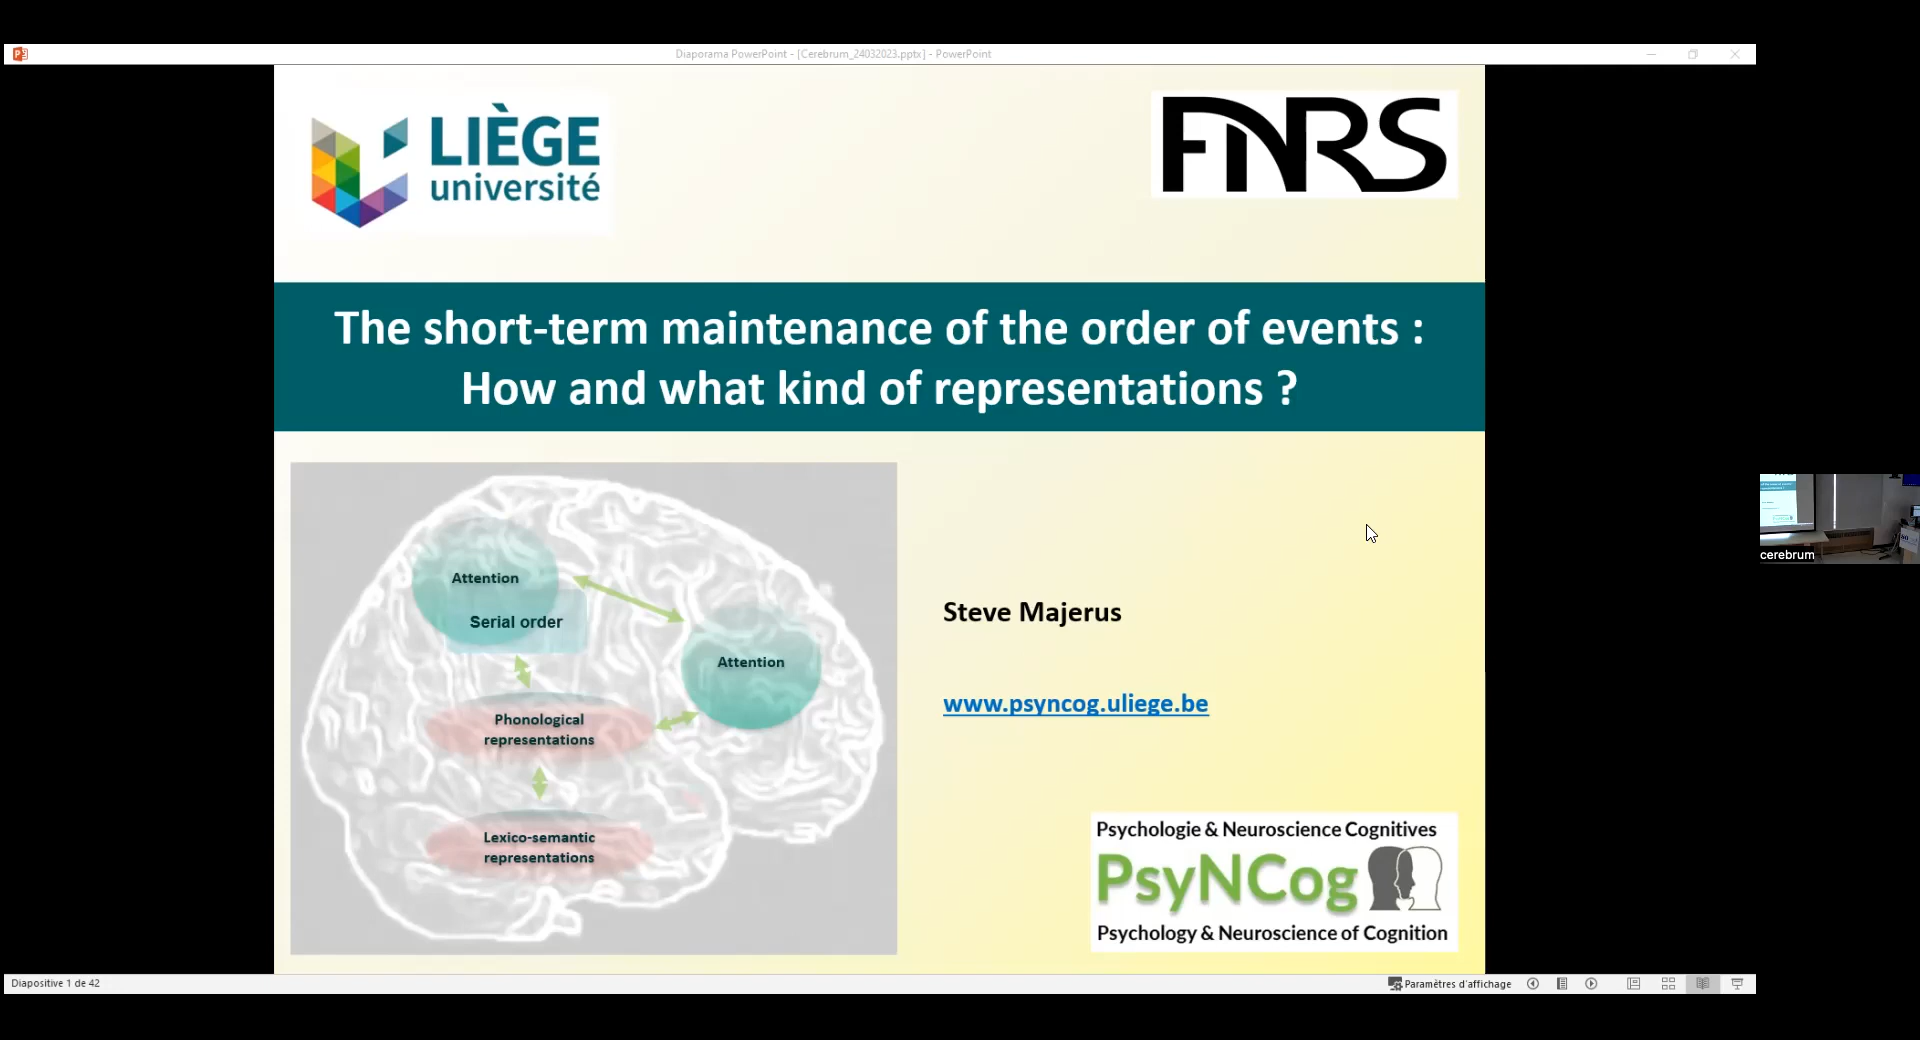 Diaporama PowerPoint - [Cerebrum_24032023.pptx] - PowerPoint
LIÈGE
université
FNRS
The short-term maintenance of the order of events :
How and what kind of representations ?
Attention
Serial order
Attention
Phonological
representations
Lexico-semantic
representations
Steve Majerus
www.psyncog.uliege.be
Psychologie & Neuroscience Cognitives
PsyNCog
Psychology & Neuroscience of Cognition
cerebrum
Diapositive 1 de 42
Paramètres d'affichage